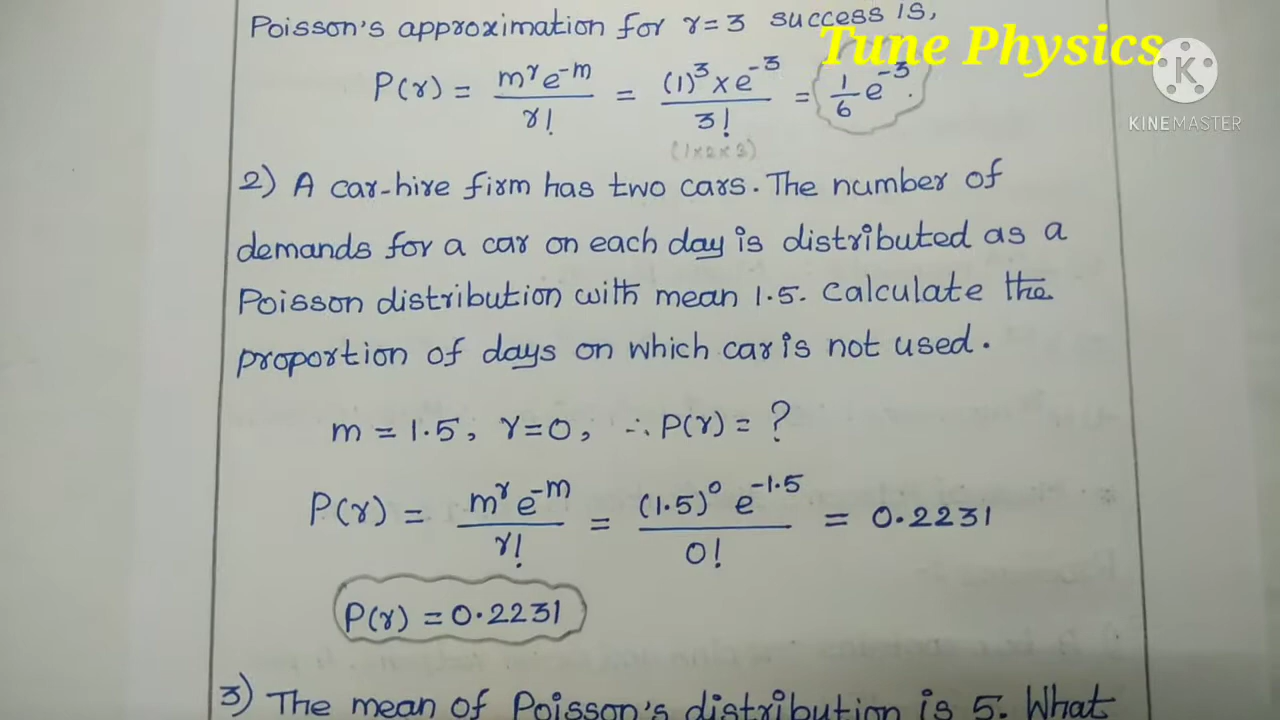 Poisson's approximation for r=3 success is,
Tune Physics
P(r) = m^r e^-m / r! = (1)^3 × e^-3 / 3! = 1/6 e^-3.
(1×2×3)
K
KINEMASTER
2) A car-hire firm has two cars. The number of
demands for a car on each day is distributed as a
Poisson distribution with mean 1.5. Calculate the
proportion of days on which car is not used.
m = 1.5, r=0, ∴ P(r) = ?
P(r) = m^r e^-m / r! = (1.5)^0 e^-1.5 / 0! = 0.2231
P(r) = 0.2231
3) The mean of Poisson's distribution is 5. What